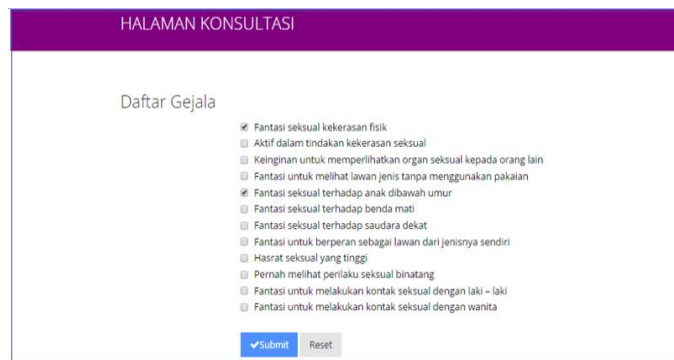 HALAMAN KONSULTASI
Daftar Gejala
Fantasi seksual kekerasan fisik
Aktif dalam tindakan kekerasan seksual
Keinginan untuk memperlihatkan organ seksual kepada orang lain
Fantasi untuk melihat lawan jenis tanpa menggunakan pakaian
Fantasi seksual terhadap anak dibawah umur
Fantasi seksual terhadap benda mati
Fantasi seksual terhadap saudara dekat
Fantasi untuk berperan sebagai lawan dari jenisnya sendiri
Hasrat seksual yang tinggi
Pernah melihat perilaku seksual binatang
Fantasi untuk melakukan kontak seksual dengan laki – laki
Fantasi untuk melakukan kontak seksual dengan wanita
Submit Reset